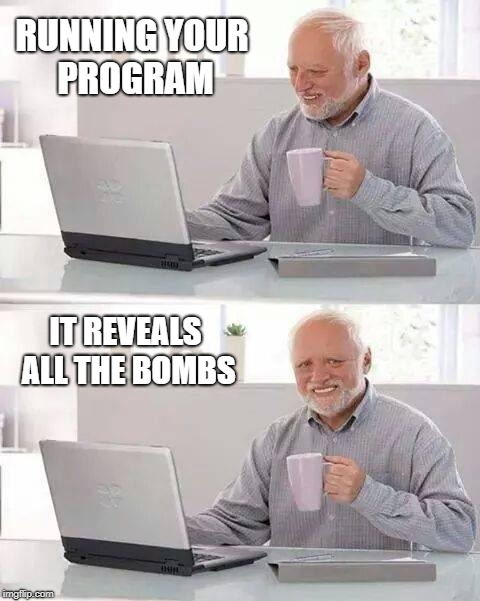 RUNNING YOUR
PROGRAM
IT REVEALS
ALL THE BOMBS
imgflip.com